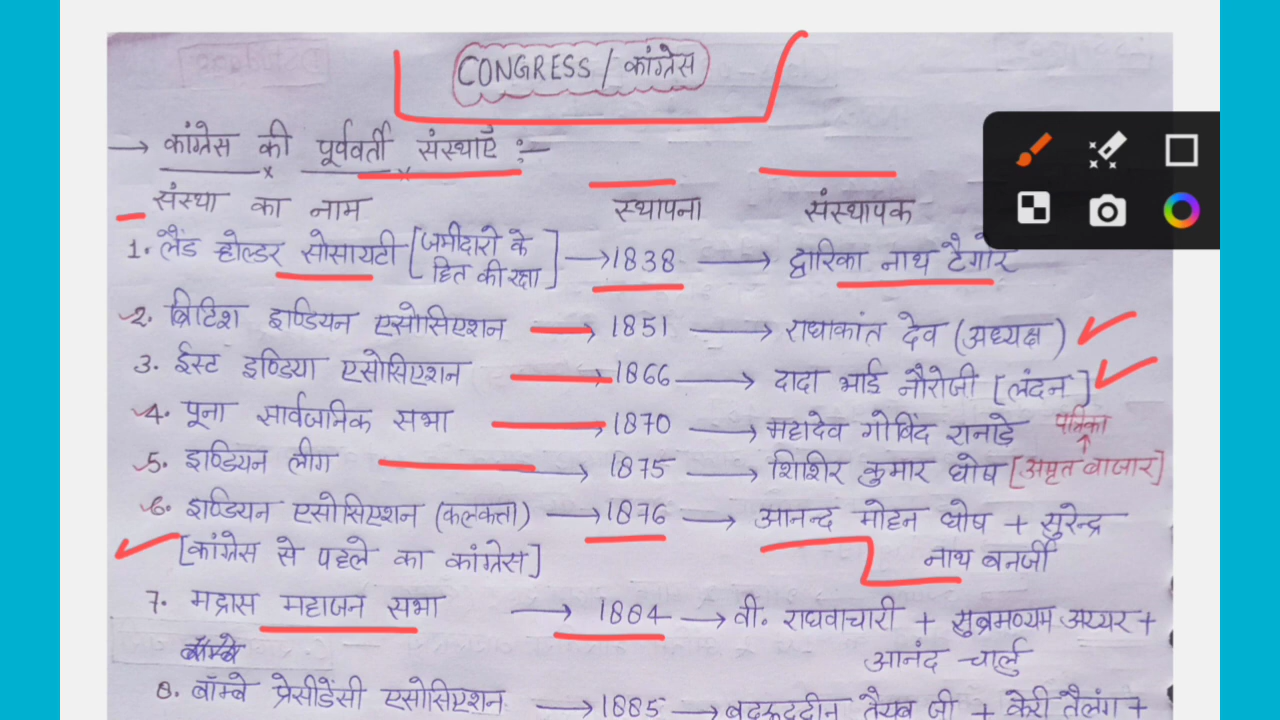 CONGRESS / कांग्रेस
→ कांग्रेस की पूर्ववर्ती संस्थाएँ :-
संस्था का नाम स्थापना संस्थापक
1. लैंड होल्डर सोसायटी [जमीदारो के हित की रक्षा] → 1838 → द्वारिका नाथ टैगोर
2. ब्रिटिश इण्डियन एसोसिएशन → 1851 → राधाकांत देव (अध्यक्ष)
3. ईस्ट इण्डिया एसोसिएशन → 1866 → दादा भाई नौरोजी [लंदन]
4. पूना सार्वजनिक सभा → 1870 → महादेव गोविंद रानाडे
पत्रिका
↑
5. इण्डियन लीग → 1875 → शिशिर कुमार घोष [अमृत बाजार]
6. इण्डियन एसोसिएशन (कलकत्ता) → 1876 → आनन्द मोहन घोष + सुरेन्द्र
[कांग्रेस से पहले का कांग्रेस] नाथ बनर्जी
7. मद्रास महाजन सभा → 1884 → वी. राघवाचारी + सुब्रमण्यम अय्यर +
आनंद चार्लु
8. बॉम्बे प्रेसीडेंसी एसोसिएशन → 1885 → बदरूददीन तैयब जी + केरी तैलंग +